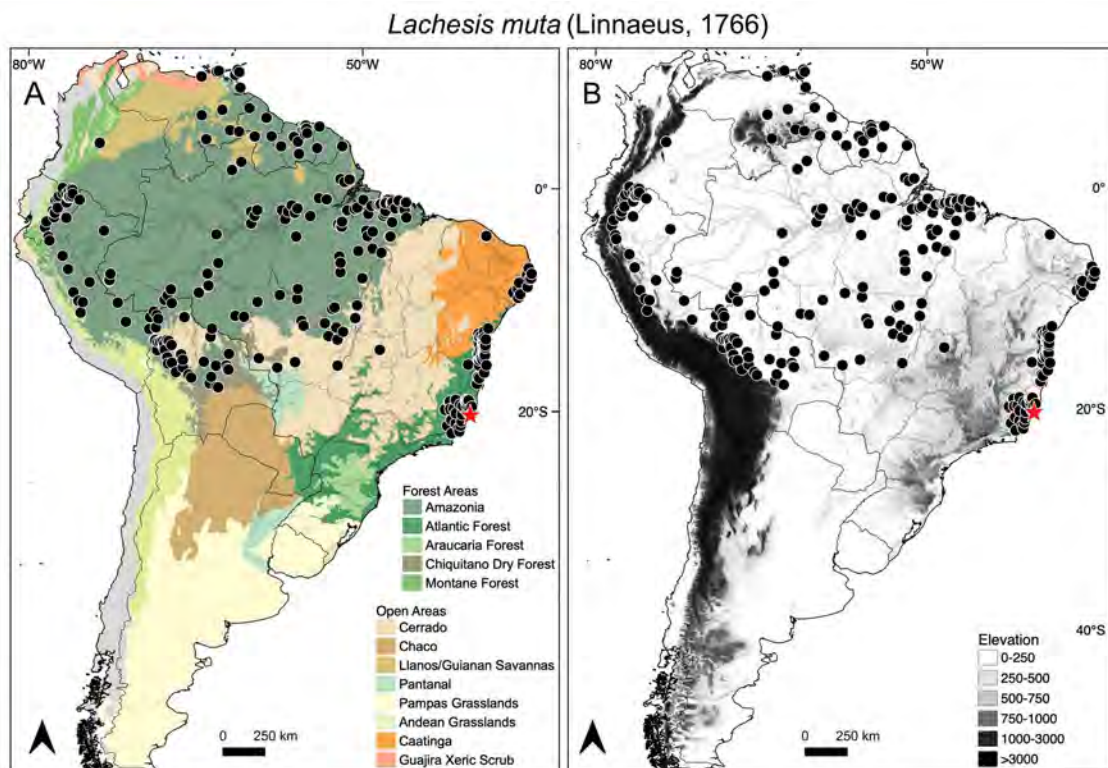 Lachesis muta (Linnaeus, 1766)
80°W
50°W
A
0°
20°S
Forest Areas
Amazonia
Atlantic Forest
Araucaria Forest
Chiquitano Dry Forest
Montane Forest
Open Areas
Cerrado
Chaco
Llanos/Guianan Savannas
Pantanal
Pampas Grasslands
Andean Grasslands
Caatinga
Guajira Xeric Scrub
0 250 km
80°W
50°W
B
0°
20°S
40°S
Elevation
0-250
250-500
500-750
750-1000
1000-3000
>3000
0 250 km